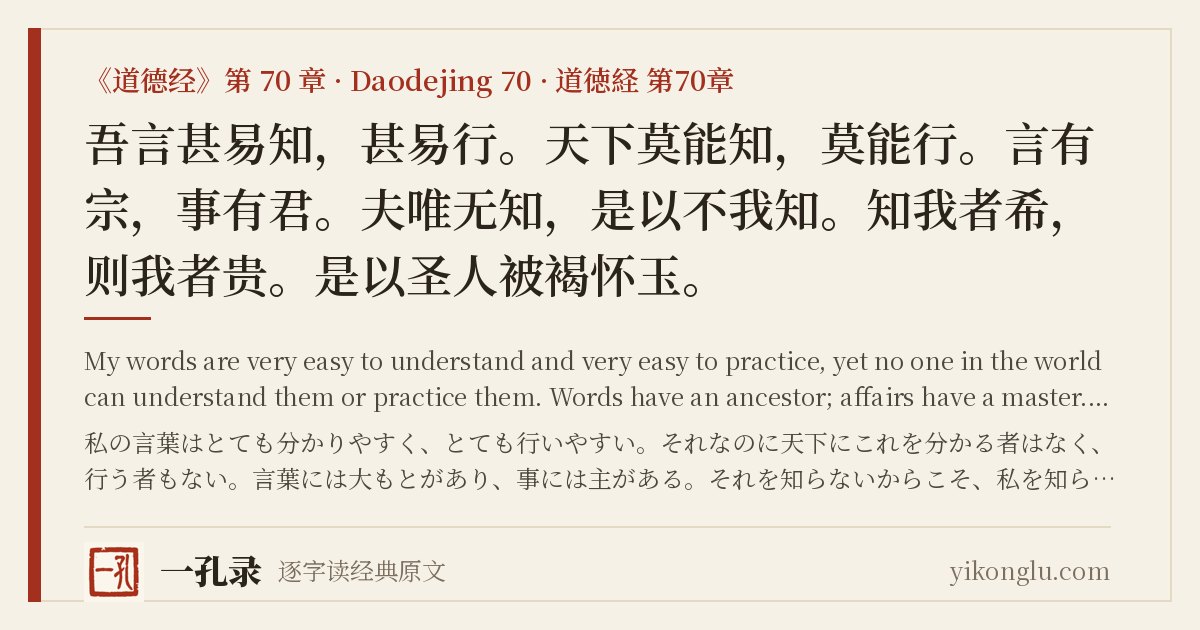 《道德经》第 70 章 · Daodejing 70 · 道徳経 第70章
吾言甚易知，甚易行。天下莫能知，莫能行。言有
宗，事有君。夫唯无知，是以不我知。知我者希，
则我者贵。是以圣人被褐怀玉。
My words are very easy to understand and very easy to practice, yet no one in the world
can understand them or practice them. Words have an ancestor; affairs have a master.…
私の言葉はとても分かりやすく、とても行いやすい。それなのに天下にこれを分かる者はなく、
行う者もない。言葉には大もとがあり、事には主がある。それを知らないからこそ、私を知ら…
一孔
一孔录 逐字读经典原文
yikonglu.com